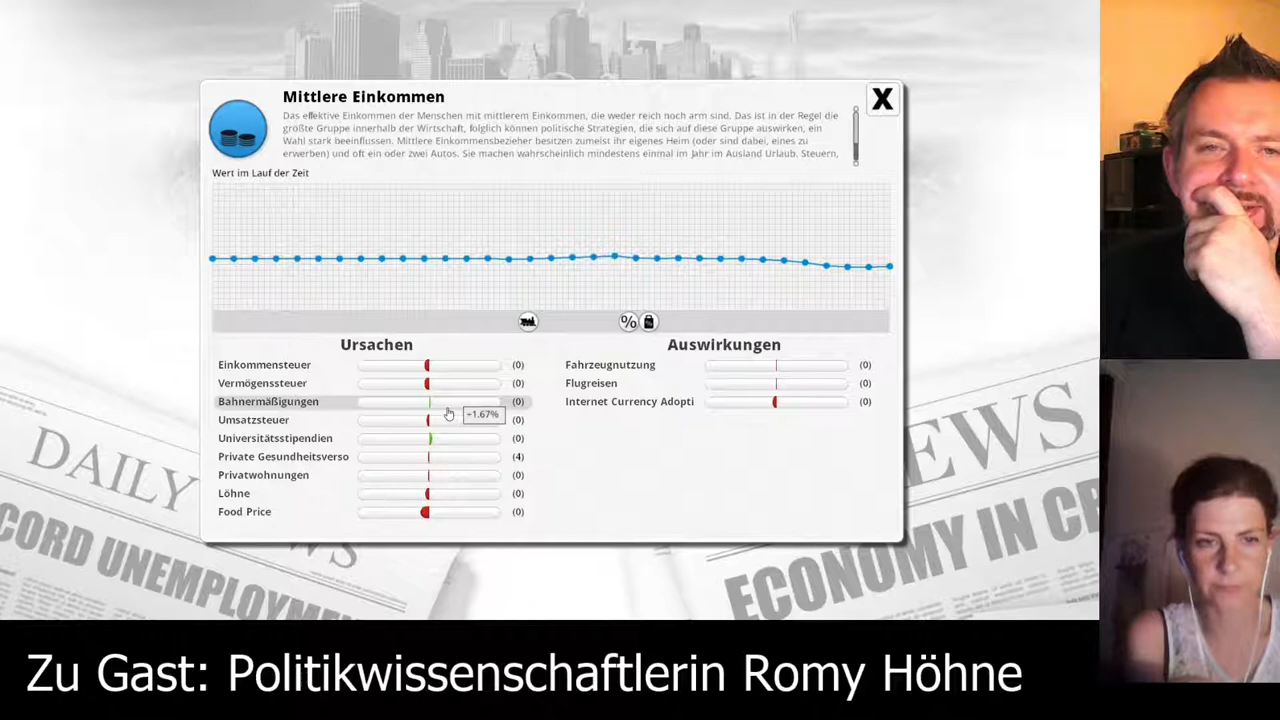 Mittlere Einkommen
X
Das effektive Einkommen der Menschen mit mittlerem Einkommen, die weder reich noch arm sind. Das ist in der Regel die
größte Gruppe innerhalb der Wirtschaft, folglich können politische Strategien, die sich auf diese Gruppe auswirken, ein
Wahl stark beeinflussen. Mittlere Einkommensbezieher besitzen zumeist ihr eigenes Heim (oder sind dabei, eines zu
erwerben) und oft ein oder zwei Autos. Sie machen wahrscheinlich mindestens einmal im Jahr im Ausland Urlaub. Steuern,
Wert im Lauf der Zeit
%
Ursachen
Einkommensteuer (0)
Vermögenssteuer (0)
Bahnermäßigungen (0)
+1.67%
Umsatzsteuer (0)
Universitätsstipendien (0)
Private Gesundheitsverso (4)
Privatwohnungen (0)
Löhne (0)
Food Price (0)
Auswirkungen
Fahrzeugnutzung (0)
Flugreisen (0)
Internet Currency Adopti (0)
DAILY
NEWS
CORD UNEMPLOYME
EWS
ECONOMY IN CR
Zu Gast: Politikwissenschaftlerin Romy Höhne